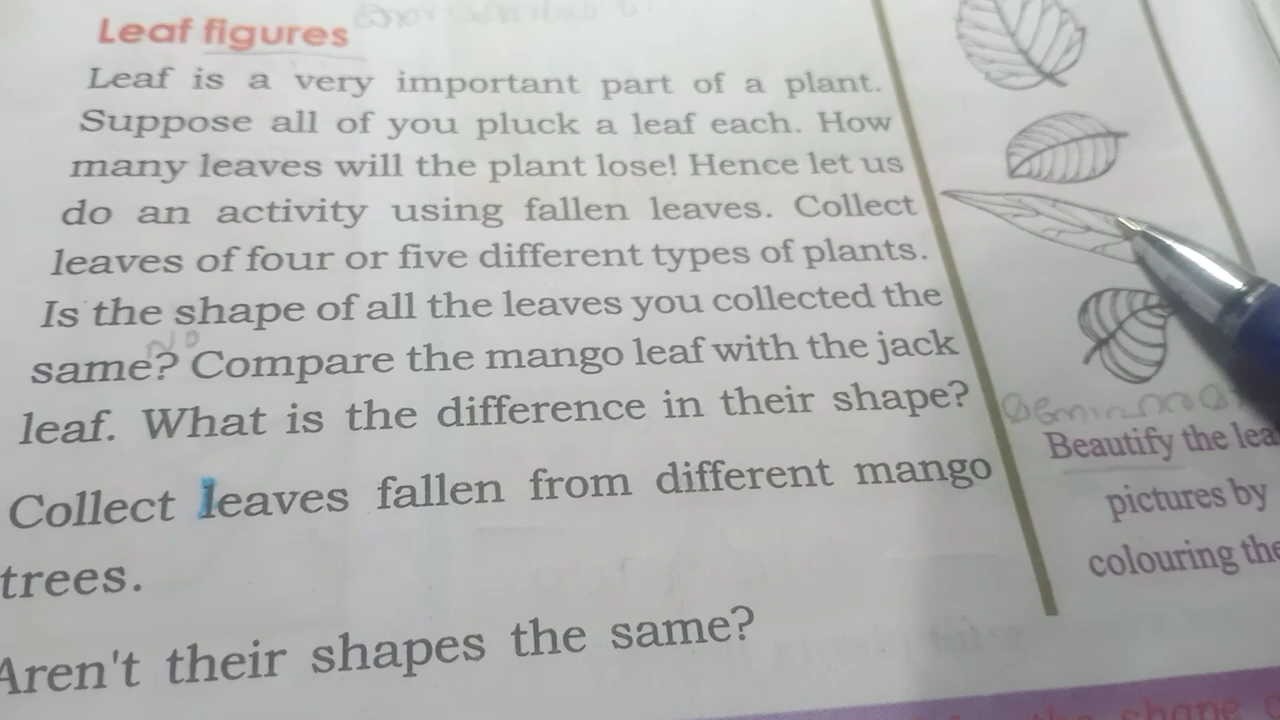 Leaf figures
Leaf is a very important part of a plant.
Suppose all of you pluck a leaf each. How
many leaves will the plant lose! Hence let us
do an activity using fallen leaves. Collect
leaves of four or five different types of plants.
Is the shape of all the leaves you collected the
No
same? Compare the mango leaf with the jack
leaf. What is the difference in their shape?
Collect leaves fallen from different mango
trees.
Aren't their shapes the same?
Beautify the
pictures by
colouring